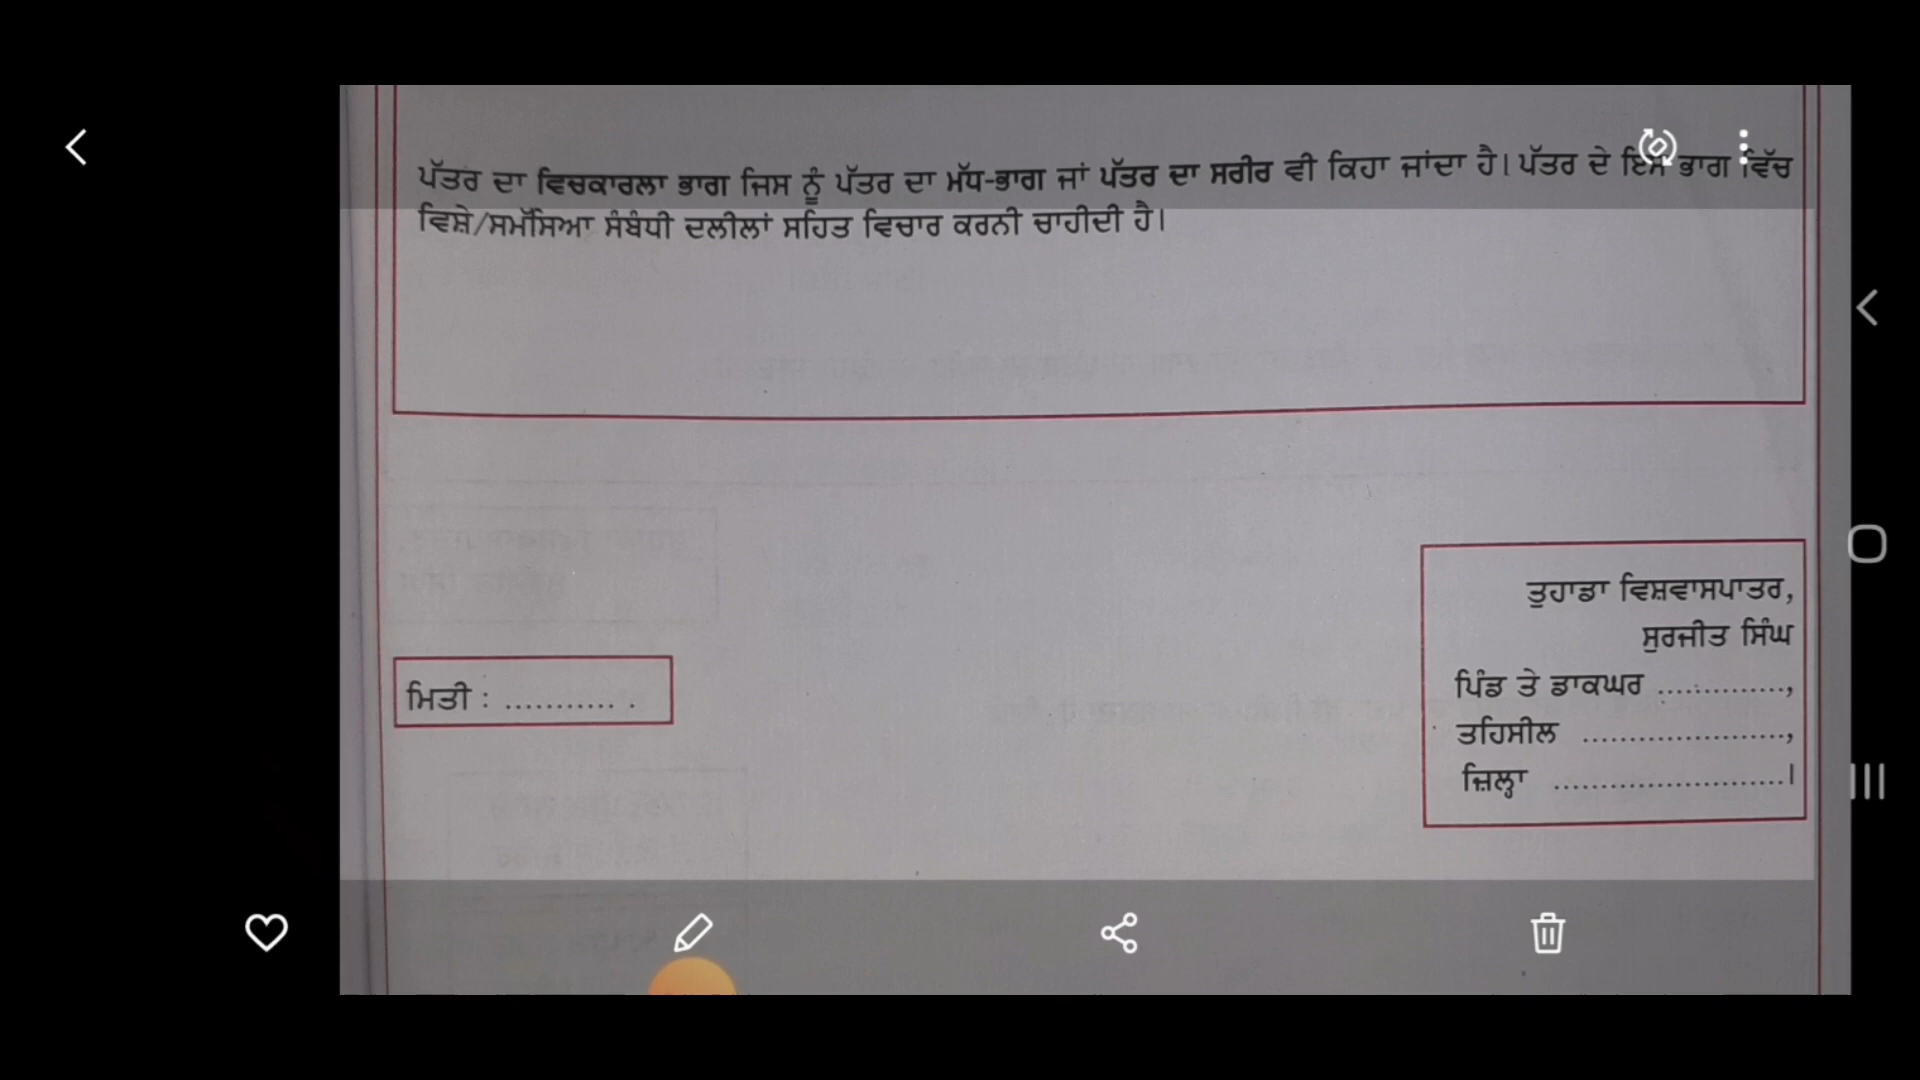 ਪੱਤਰ ਦਾ ਵਿਚਕਾਰਲਾ ਭਾਗ ਜਿਸ ਨੂੰ ਪੱਤਰ ਦਾ ਮੱਧ-ਭਾਗ ਜਾਂ ਪੱਤਰ ਦਾ ਸਰੀਰ ਵੀ ਕਿਹਾ ਜਾਂਦਾ ਹੈ। ਪੱਤਰ ਦੇ ਇਸ ਭਾਗ ਵਿੱਚ
ਵਿਸ਼ੇ/ਸਮੱਸਿਆ ਸੰਬੰਧੀ ਦਲੀਲਾਂ ਸਹਿਤ ਵਿਚਾਰ ਕਰਨੀ ਚਾਹੀਦੀ ਹੈ।
ਤੁਹਾਡਾ ਵਿਸ਼ਵਾਸਪਾਤਰ,
ਸੁਰਜੀਤ ਸਿੰਘ
ਪਿੰਡ ਤੇ ਡਾਕਘਰ ..............,
ਤਹਿਸੀਲ ......................,
ਜ਼ਿਲ੍ਹਾ .........................।
ਮਿਤੀ : ..............